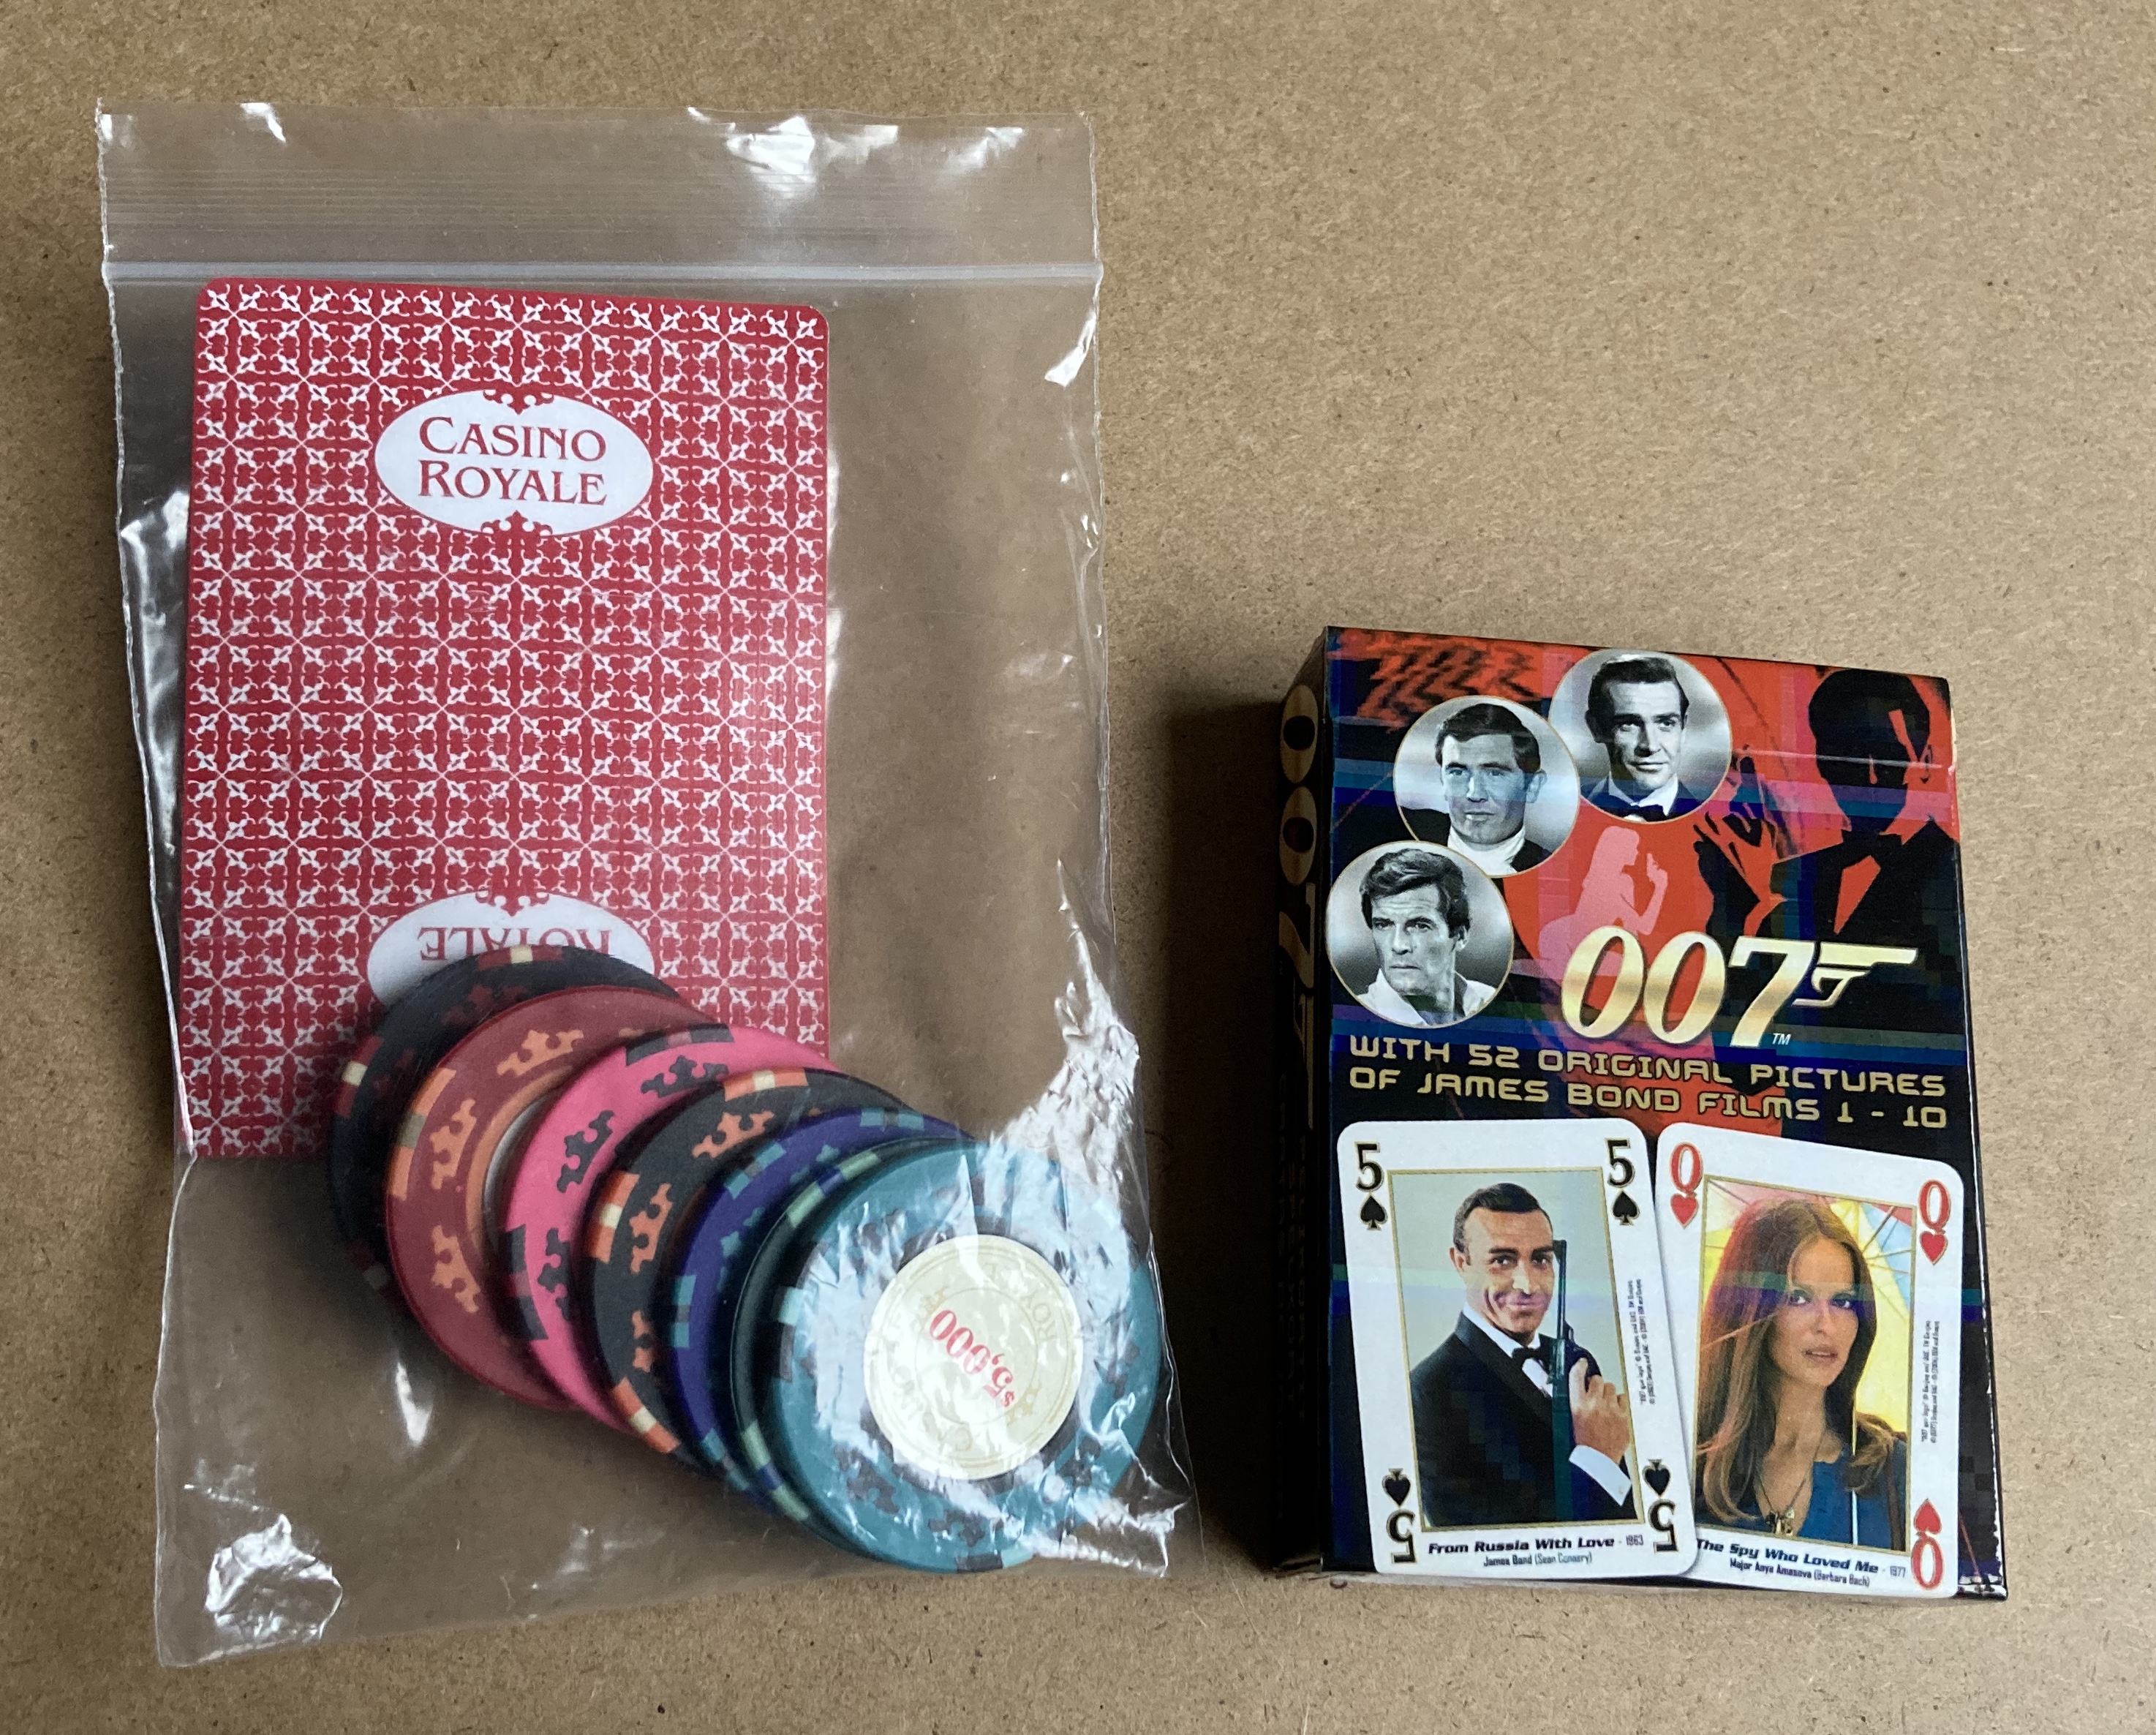 CASINO
ROYALE
ROYALE
$5,000
007
007
TM
WITH 52 ORIGINAL PICTURES
OF JAMES BOND FILMS 1 - 10
5
5
From Russia With Love - 1963
James Bond (Sean Connery)
5
5
Q
Q
The Spy Who Loved Me - 1977
Major Anya Amasova (Barbara Bach)
Q